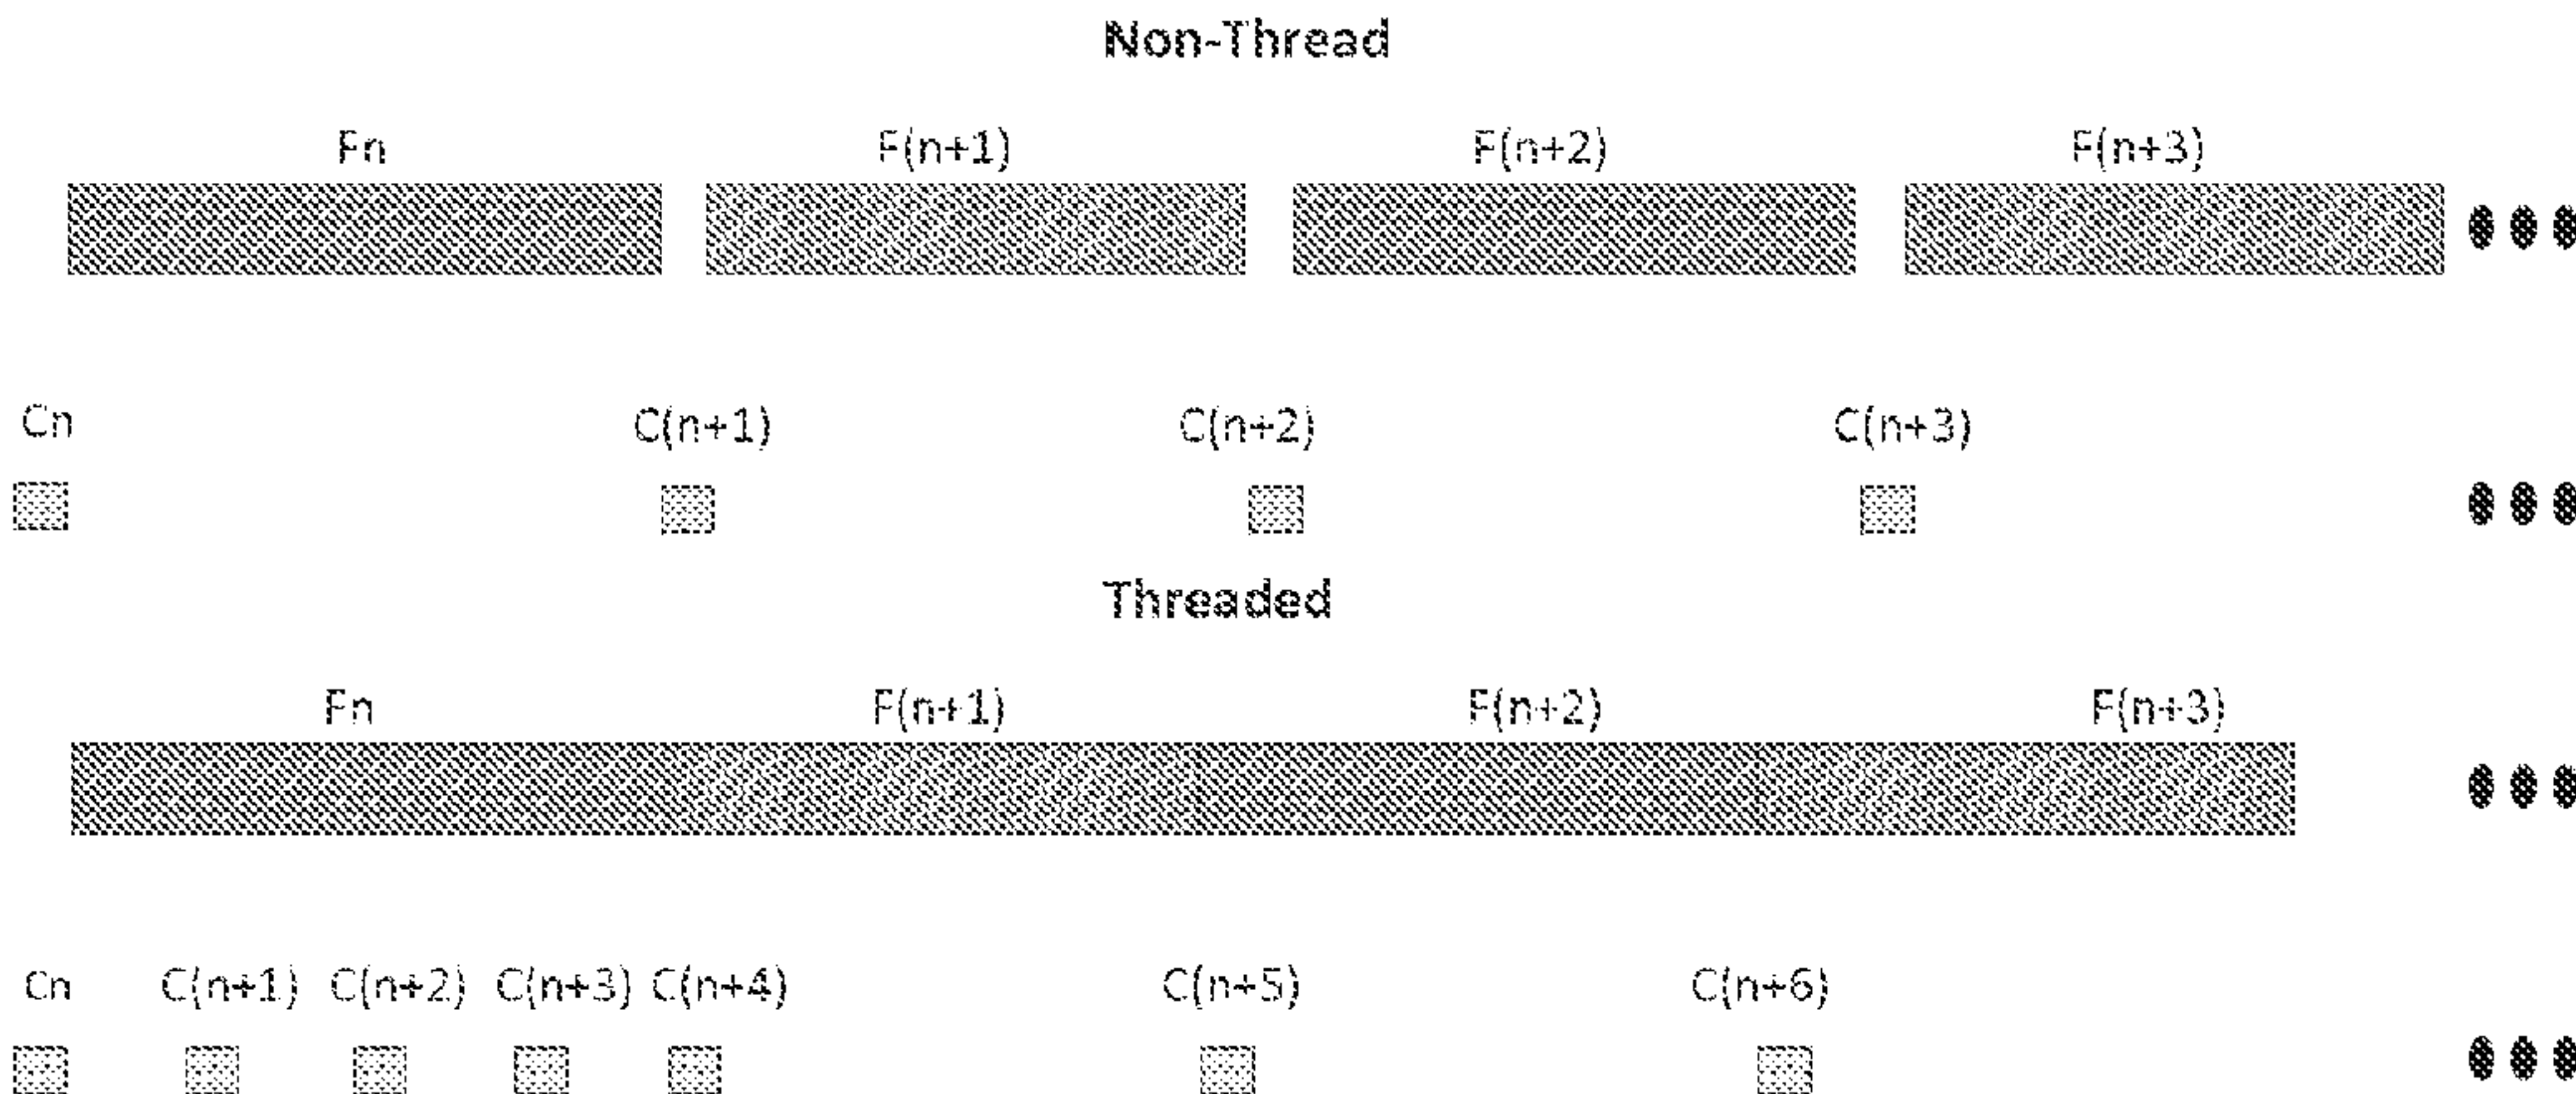 Non-Thread
Fn F(n+1) F(n+2) F(n+3)
Cn C(n+1) C(n+2) C(n+3)
Threaded
Fn F(n+1) F(n+2) F(n+3)
Cn C(n+1) C(n+2) C(n+3) C(n+4) C(n+5) C(n+6)